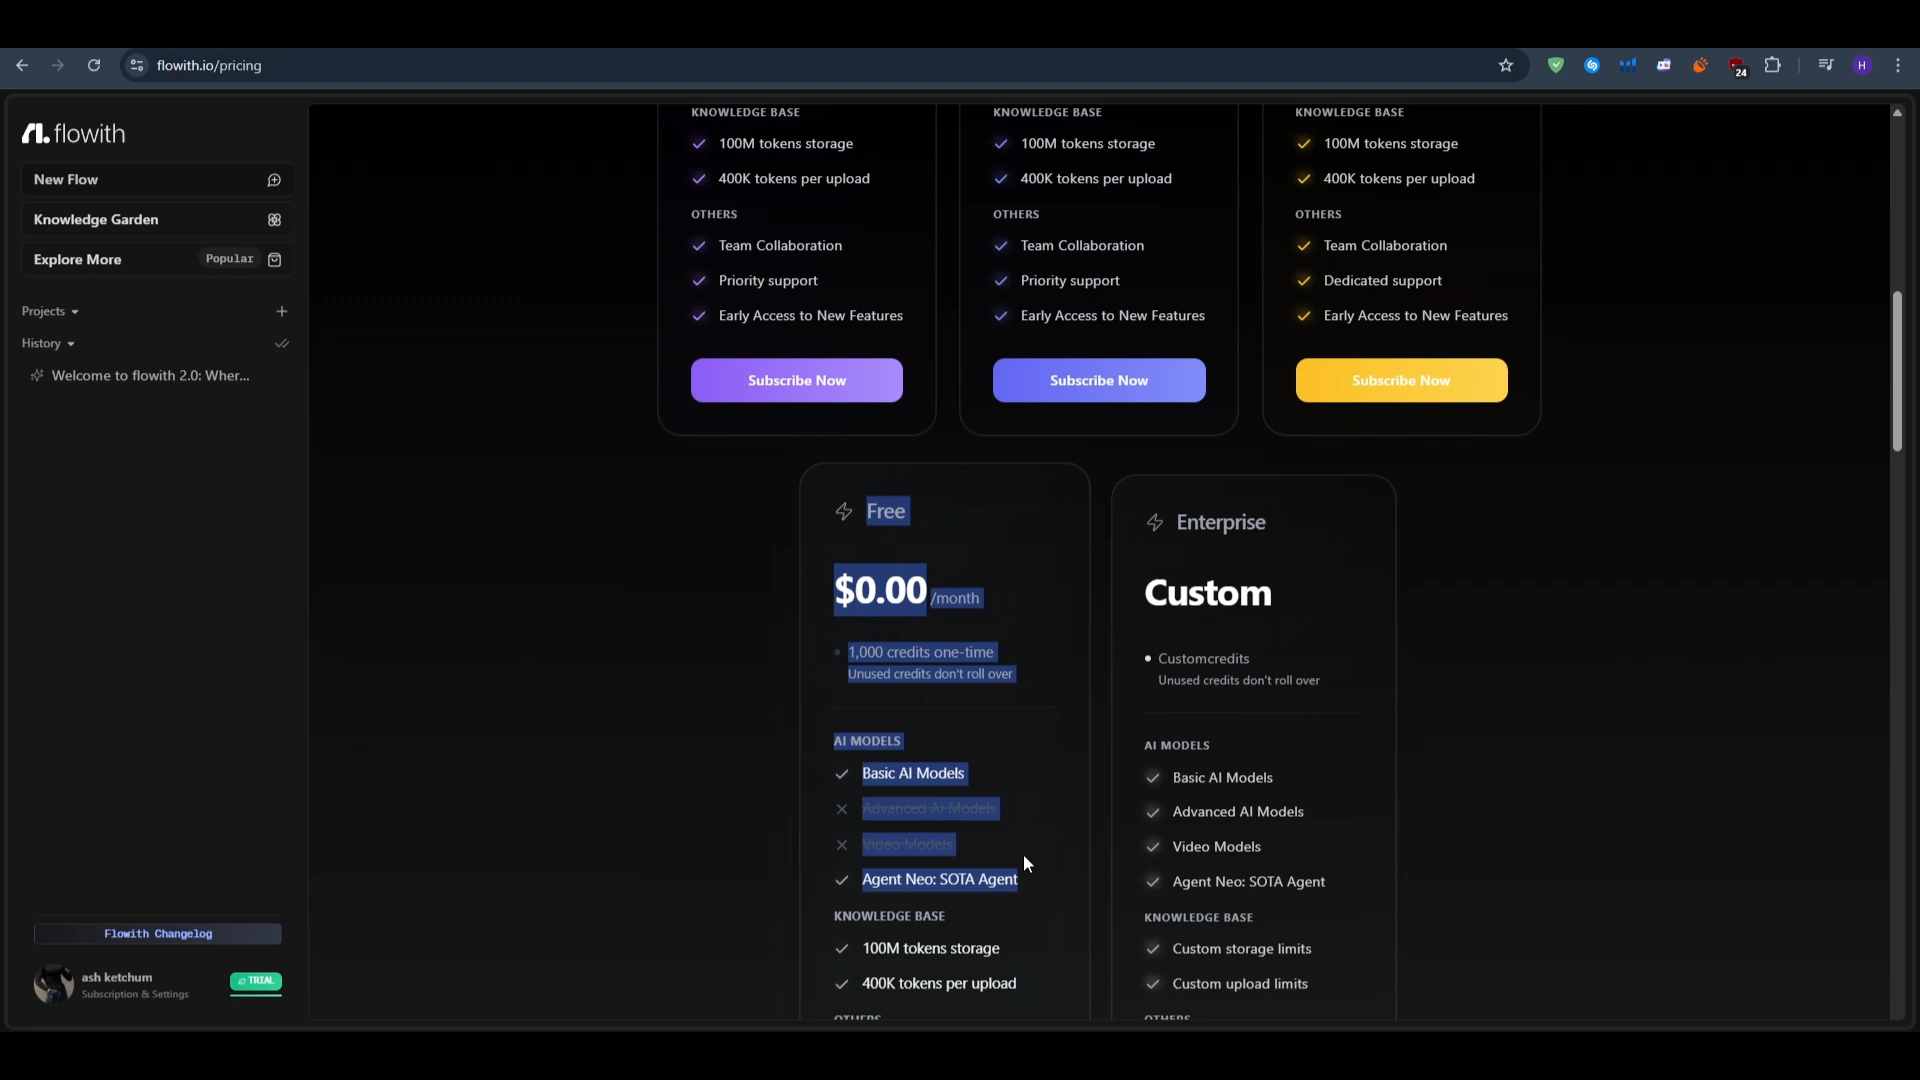 flowith.io/pricing
24
H
flowith
New Flow
Knowledge Garden
Explore More
Popular
Projects
History
Welcome to flowith 2.0: Wher...
Flowith Changelog
ash ketchum
Subscription & Settings
TRIAL
KNOWLEDGE BASE
100M tokens storage
400K tokens per upload
OTHERS
Team Collaboration
Priority support
Early Access to New Features
Subscribe Now
KNOWLEDGE BASE
100M tokens storage
400K tokens per upload
OTHERS
Team Collaboration
Priority support
Early Access to New Features
Subscribe Now
KNOWLEDGE BASE
100M tokens storage
400K tokens per upload
OTHERS
Team Collaboration
Dedicated support
Early Access to New Features
Subscribe Now
Free
$0.00 /month
1,000 credits one-time
Unused credits don't roll over
AI MODELS
Basic AI Models
Advanced AI Models
Video Models
Agent Neo: SOTA Agent
KNOWLEDGE BASE
100M tokens storage
400K tokens per upload
OTHERS
Enterprise
Custom
Customcredits
Unused credits don't roll over
AI MODELS
Basic AI Models
Advanced AI Models
Video Models
Agent Neo: SOTA Agent
KNOWLEDGE BASE
Custom storage limits
Custom upload limits
OTHERS